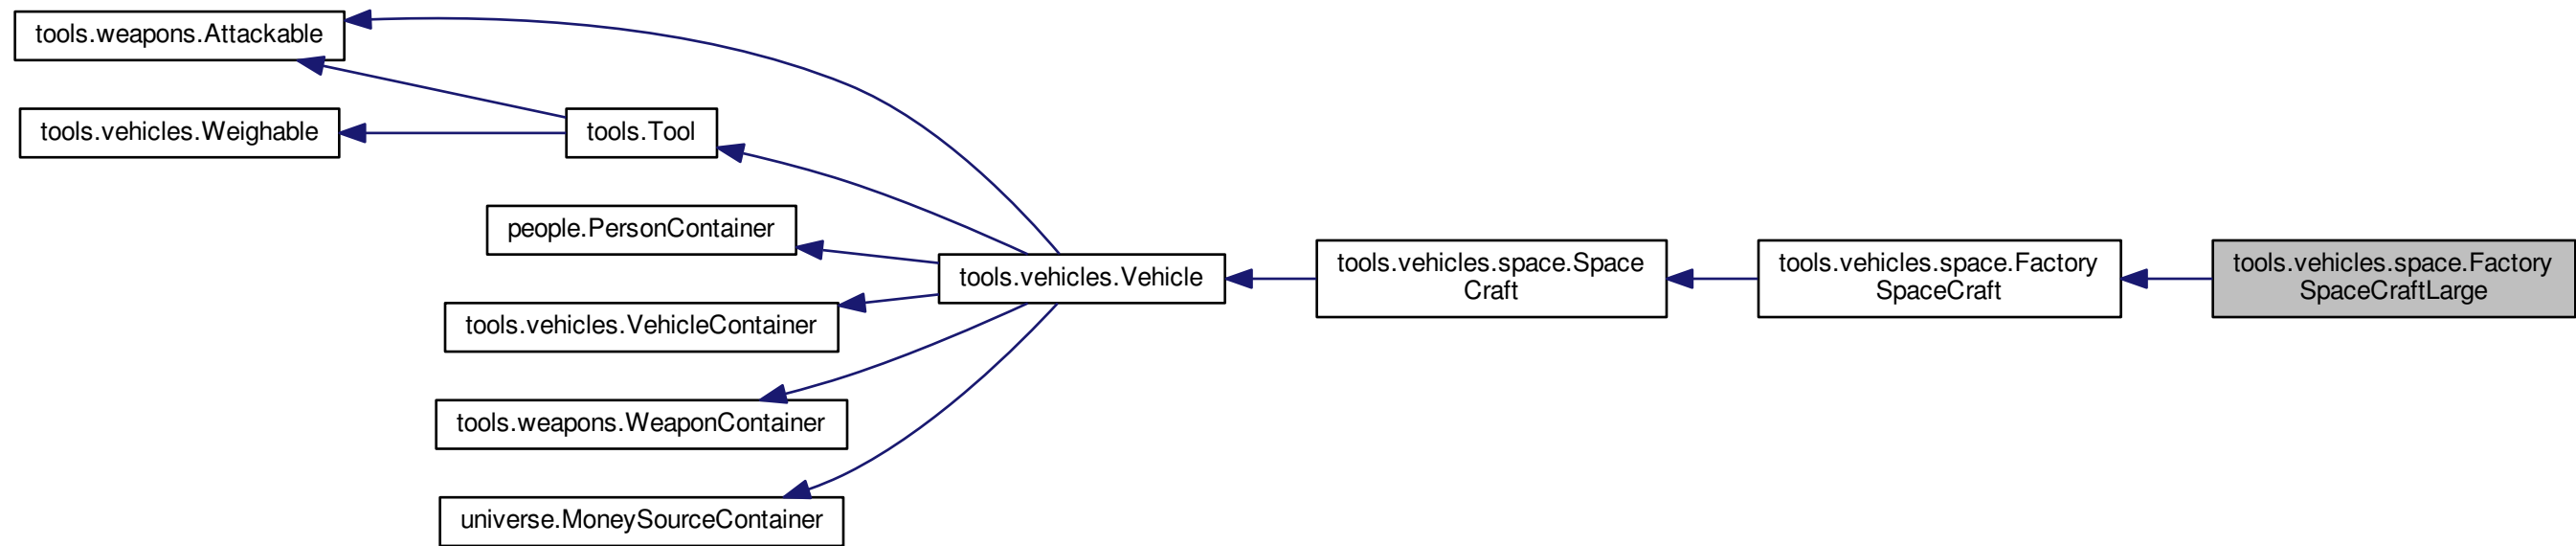 tools.weapons.Attackable
tools.vehicles.Weighable
tools.Tool
people.PersonContainer
tools.vehicles.VehicleContainer
tools.weapons.WeaponContainer
universe.MoneySourceContainer
tools.vehicles.Vehicle
tools.vehicles.space.Space
Craft
tools.vehicles.space.Factory
SpaceCraft
tools.vehicles.space.Factory
SpaceCraftLarge